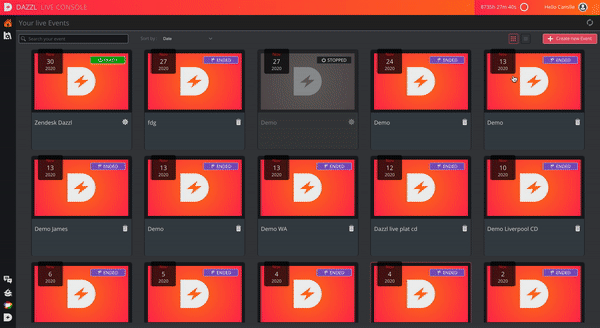 DAZZL LIVE CONSOLE
8735h-27m-40s
Hello Camille
Your live Events
Search your event
Sort by:
Date
Create new Event
30
2020
27
2020
ENDED
27
2020
STOPPED
24
2020
ENDED
13
2020
ENDED
Zendesk Dazzl
fdg
Demo
Demo
Demo
13
2020
ENDED
13
2020
ENDED
13
2020
ENDED
12
2020
ENDED
10
2020
ENDED
Demo James
Demo
Demo WA
Dazzl live plat cd
Demo Liverpool CD
6
2020
ENDED
5
2020
ENDED
4
2020
ENDED
4
2020
ENDED
2
2020
ENDED